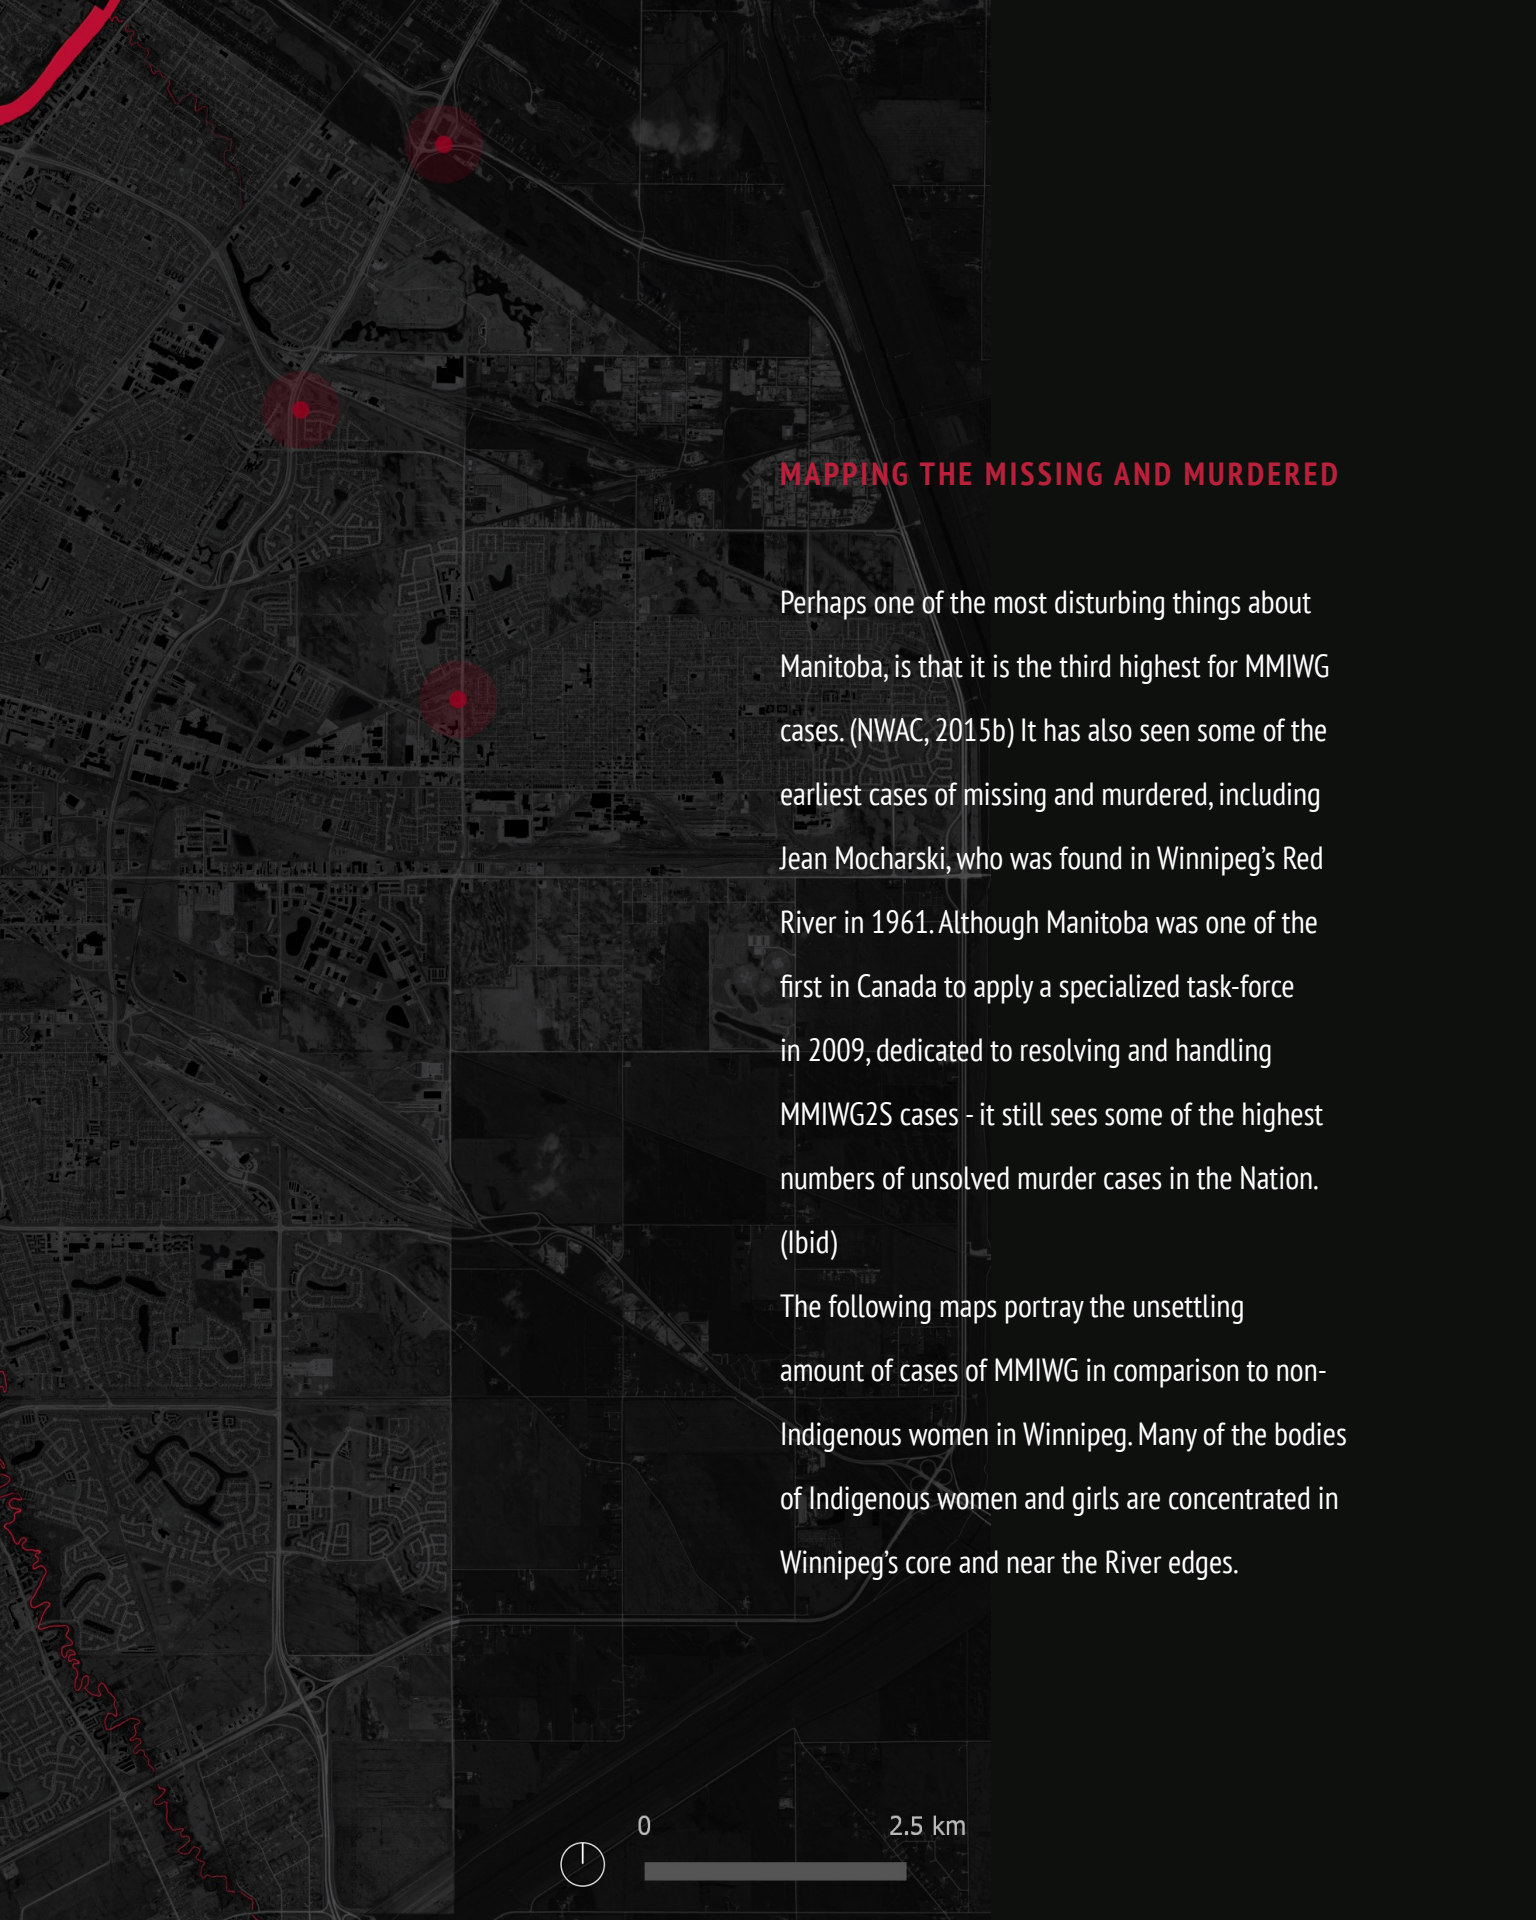 MAPPING THE MISSING AND MURDERED
Perhaps one of the most disturbing things about
Manitoba, is that it is the third highest for MMIWG
cases. (NWAC, 2015b) It has also seen some of the
earliest cases of missing and murdered, including
Jean Mocharski, who was found in Winnipeg’s Red
River in 1961. Although Manitoba was one of the
first in Canada to apply a specialized task-force
in 2009, dedicated to resolving and handling
MMIWG2S cases - it still sees some of the highest
numbers of unsolved murder cases in the Nation.
(Ibid)
The following maps portray the unsettling
amount of cases of MMIWG in comparison to non-
Indigenous women in Winnipeg. Many of the bodies
of Indigenous women and girls are concentrated in
Winnipeg’s core and near the River edges.
0 2.5 km